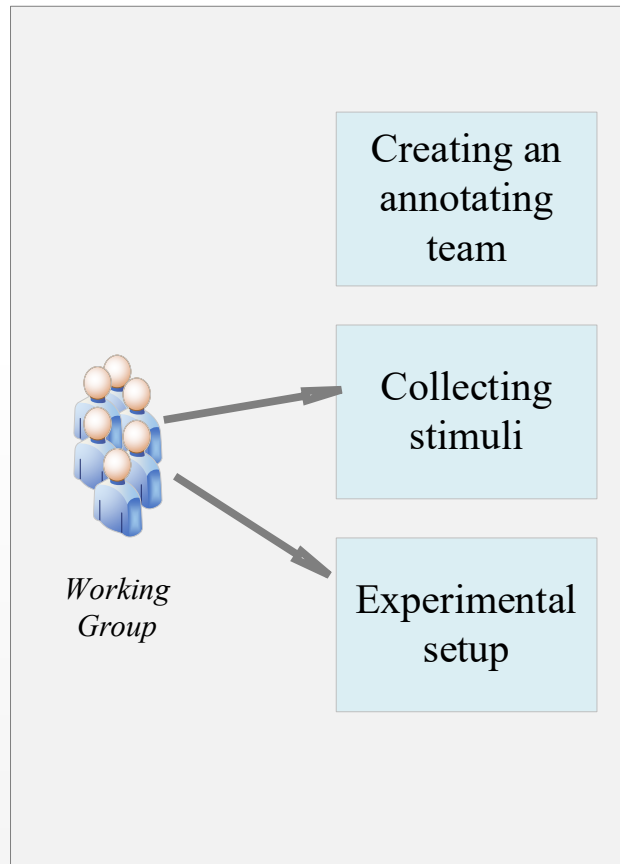 Creating an
annotating
team
Collecting
stimuli
Working
Group
Experimental
setup